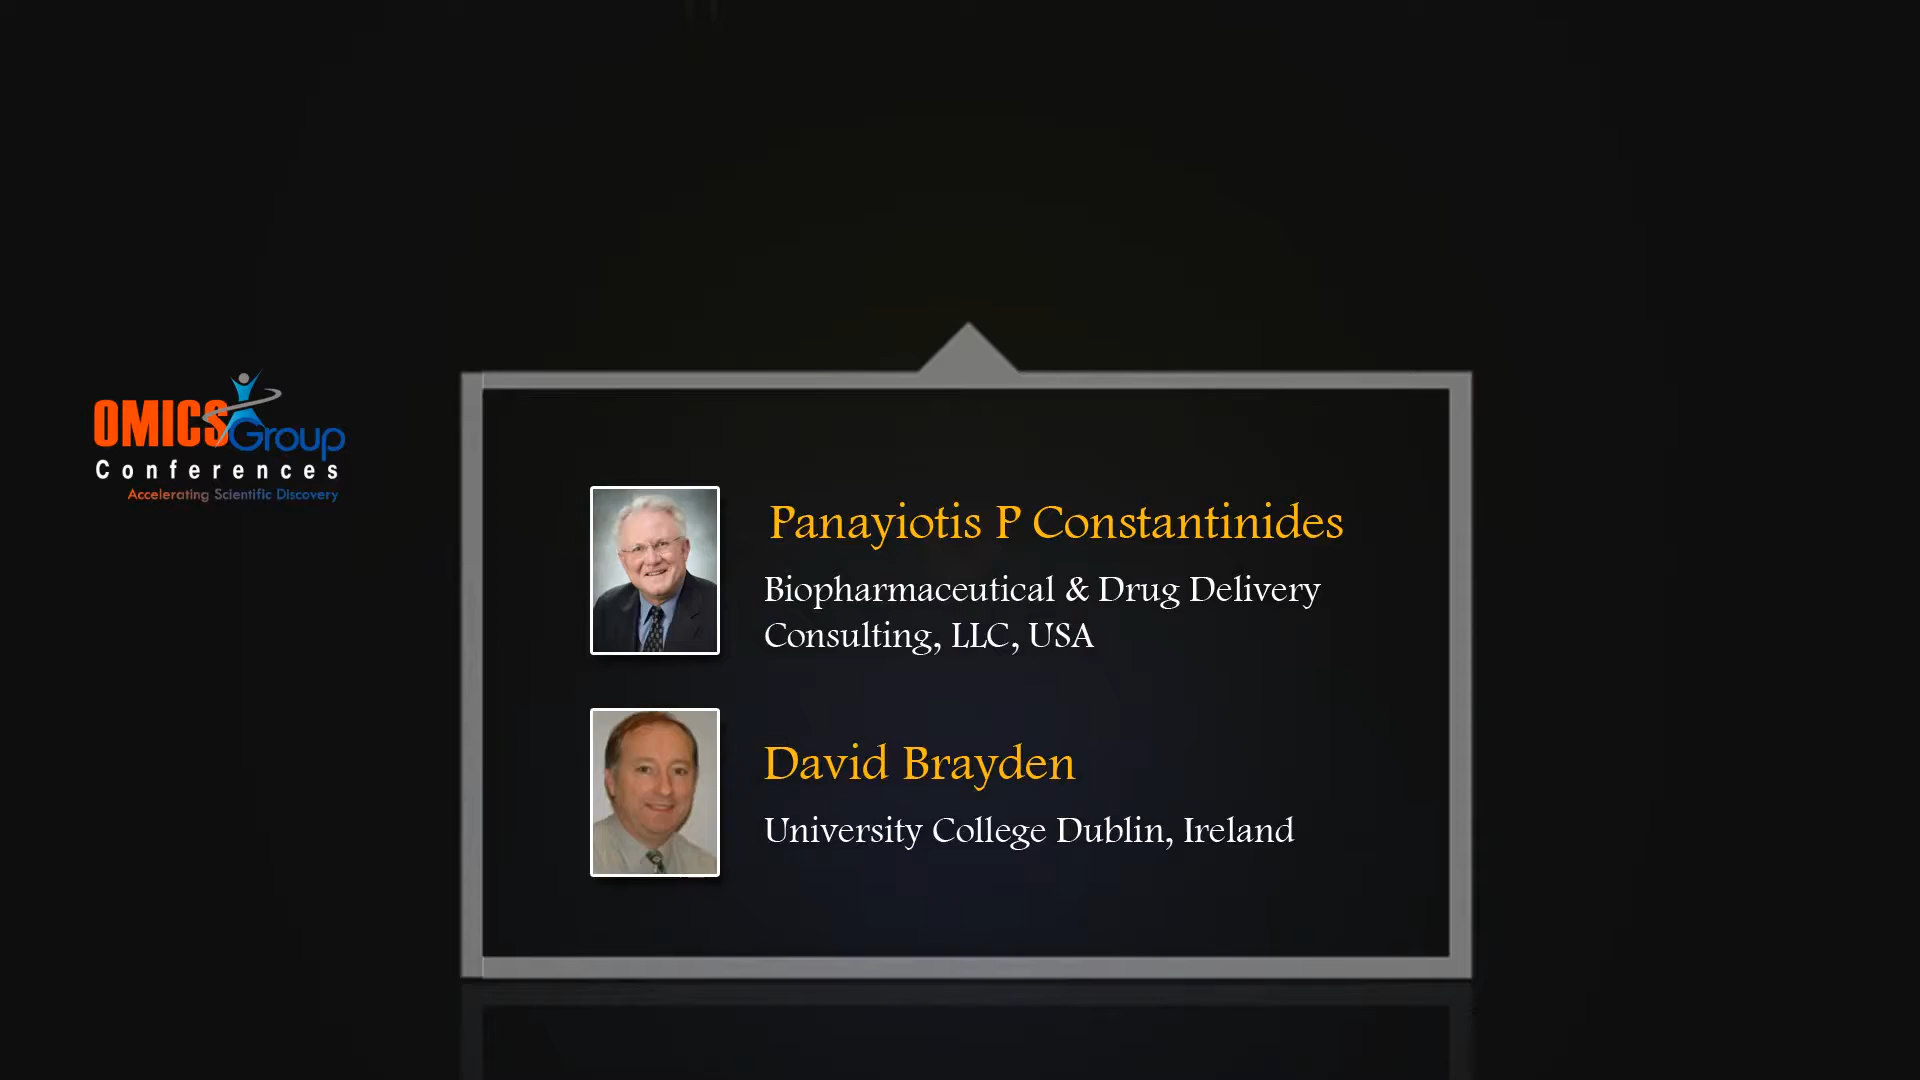 OMICS Group
Conferences
Accelerating Scientific Discovery
Panayiotis P Constantinides
Biopharmaceutical & Drug Delivery
Consulting, LLC, USA
David Brayden
University College Dublin, Ireland